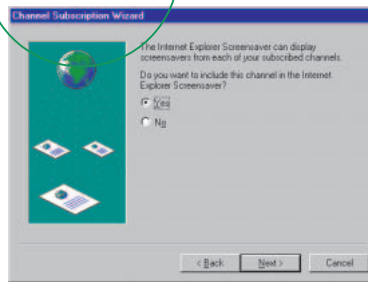 Channel Subscription Wizard
The Internet Explorer Screensaver can display
screensavers from each of your subscribed channels.
Do you want to include this channel in the Internet
Explorer Screensaver?
Yes
No
< Back
Next >
Cancel